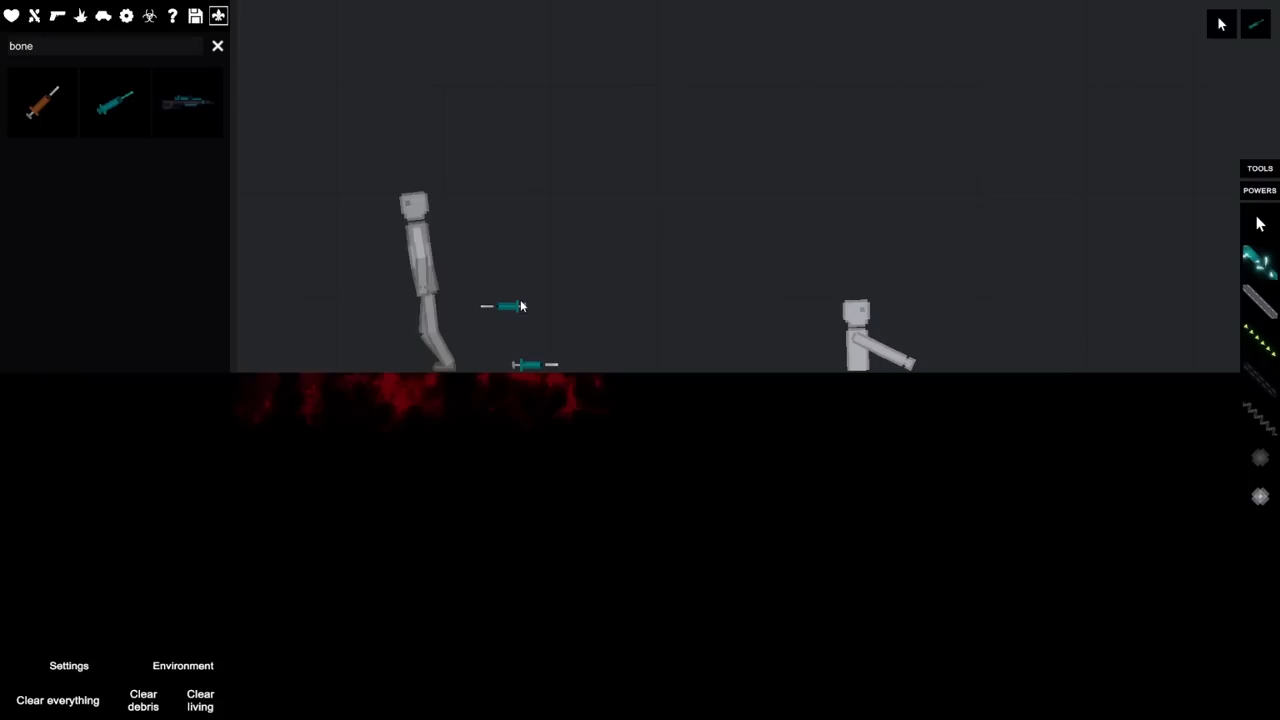 bone
TOOLS
POWERS
Settings
Environment
Clear everything
Clear debris
Clear living